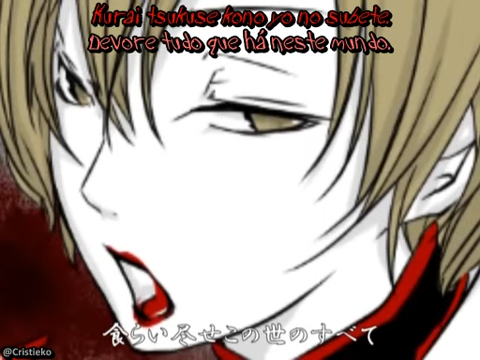 Kurai tsukuse kono yo no subete.
Devore tudo que há neste mundo.
食らい尽せこの世のすべて
@Cristieko